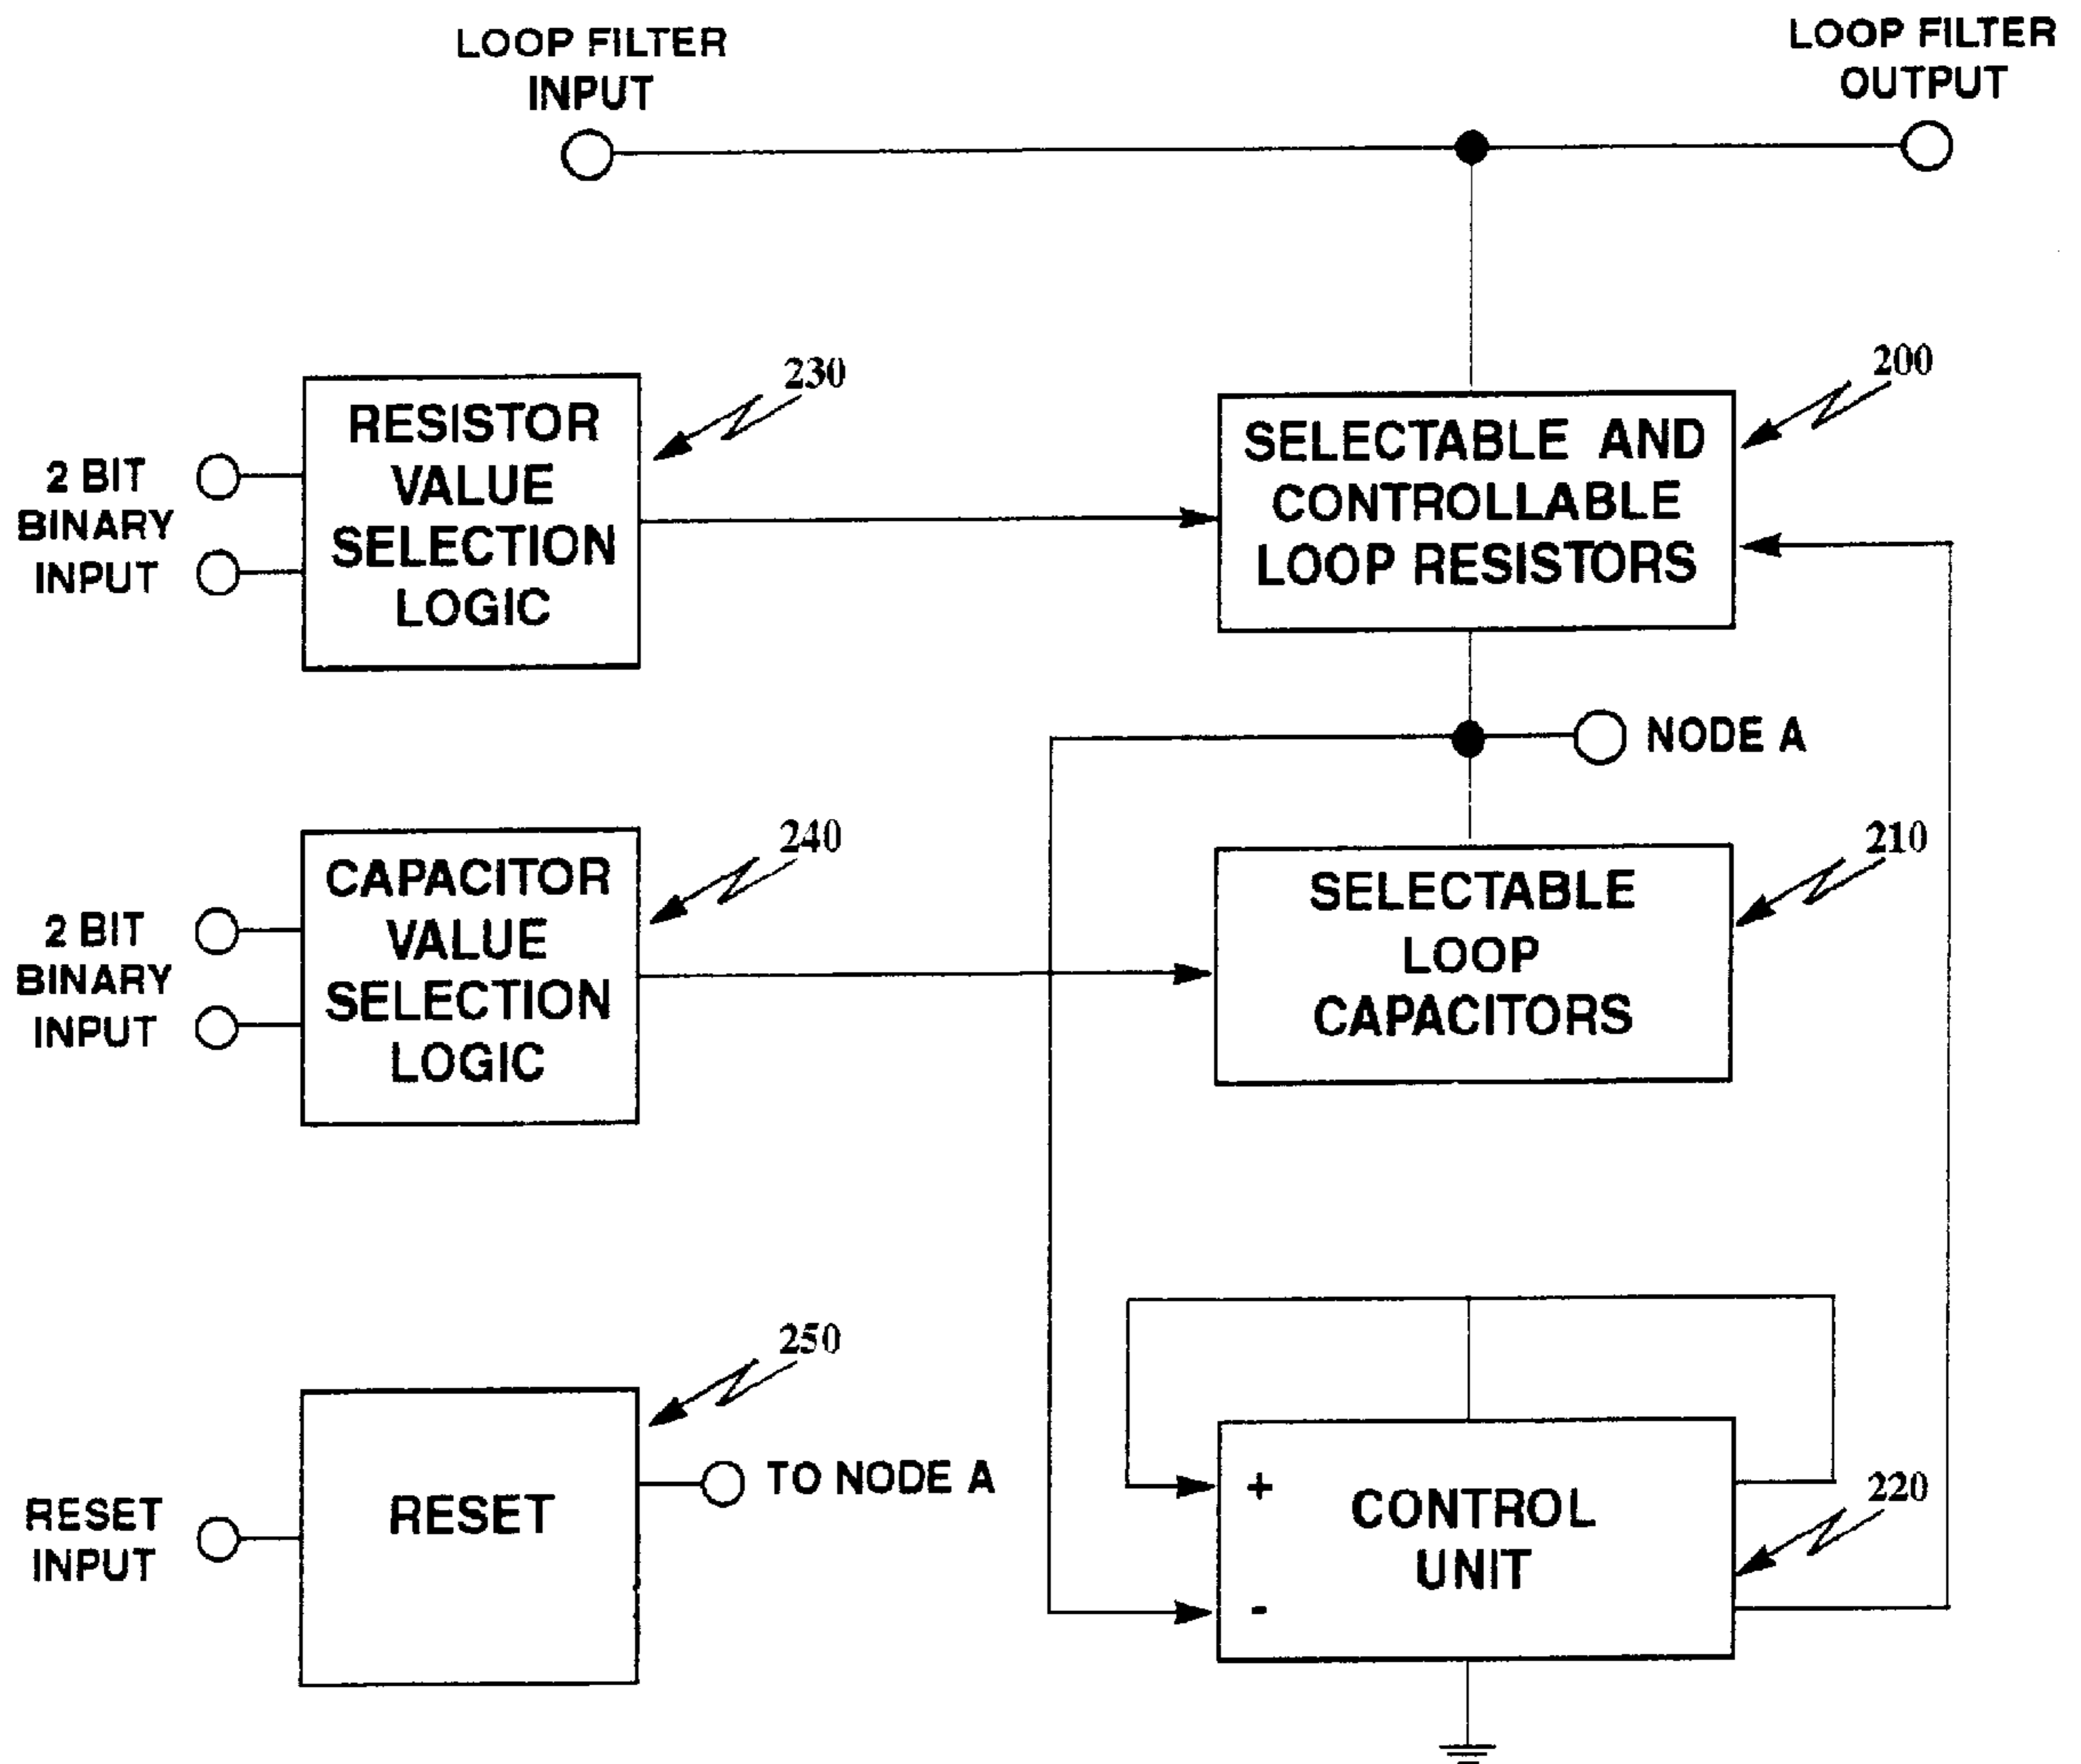 LOOP FILTER
INPUT
LOOP FILTER
OUTPUT
230
RESISTOR
VALUE
SELECTION
LOGIC
2 BIT
BINARY
INPUT
200
SELECTABLE AND
CONTROLLABLE
LOOP RESISTORS
NODE A
240
CAPACITOR
VALUE
SELECTION
LOGIC
2 BIT
BINARY
INPUT
210
SELECTABLE
LOOP
CAPACITORS
250
RESET
TO NODE A
RESET
INPUT
220
+
CONTROL
UNIT
-